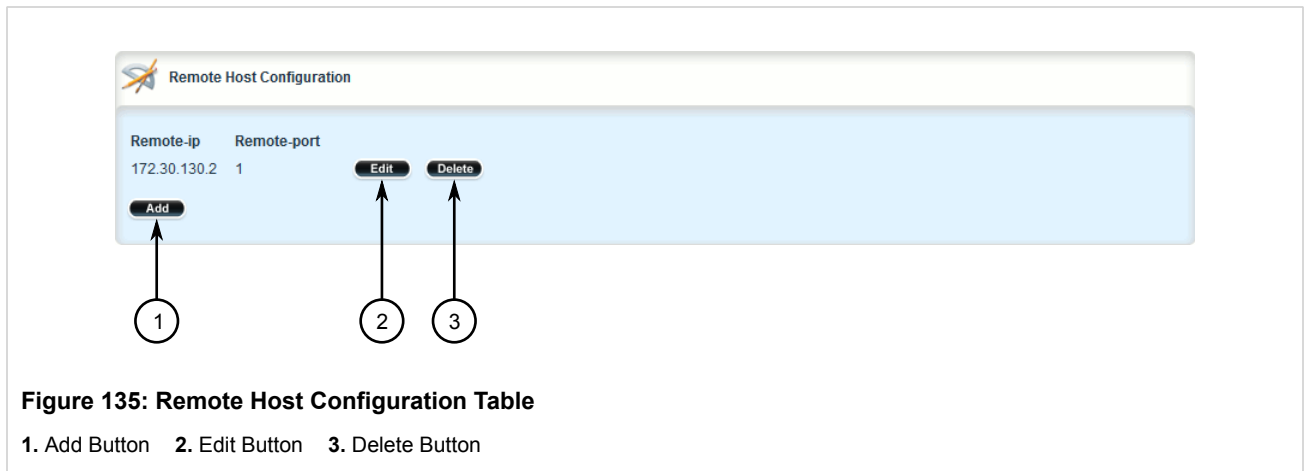 Remote Host Configuration
Remote-ip Remote-port
172.30.130.2 1 Edit Delete
Add
1 2 3
Figure 135: Remote Host Configuration Table
1. Add Button 2. Edit Button 3. Delete Button